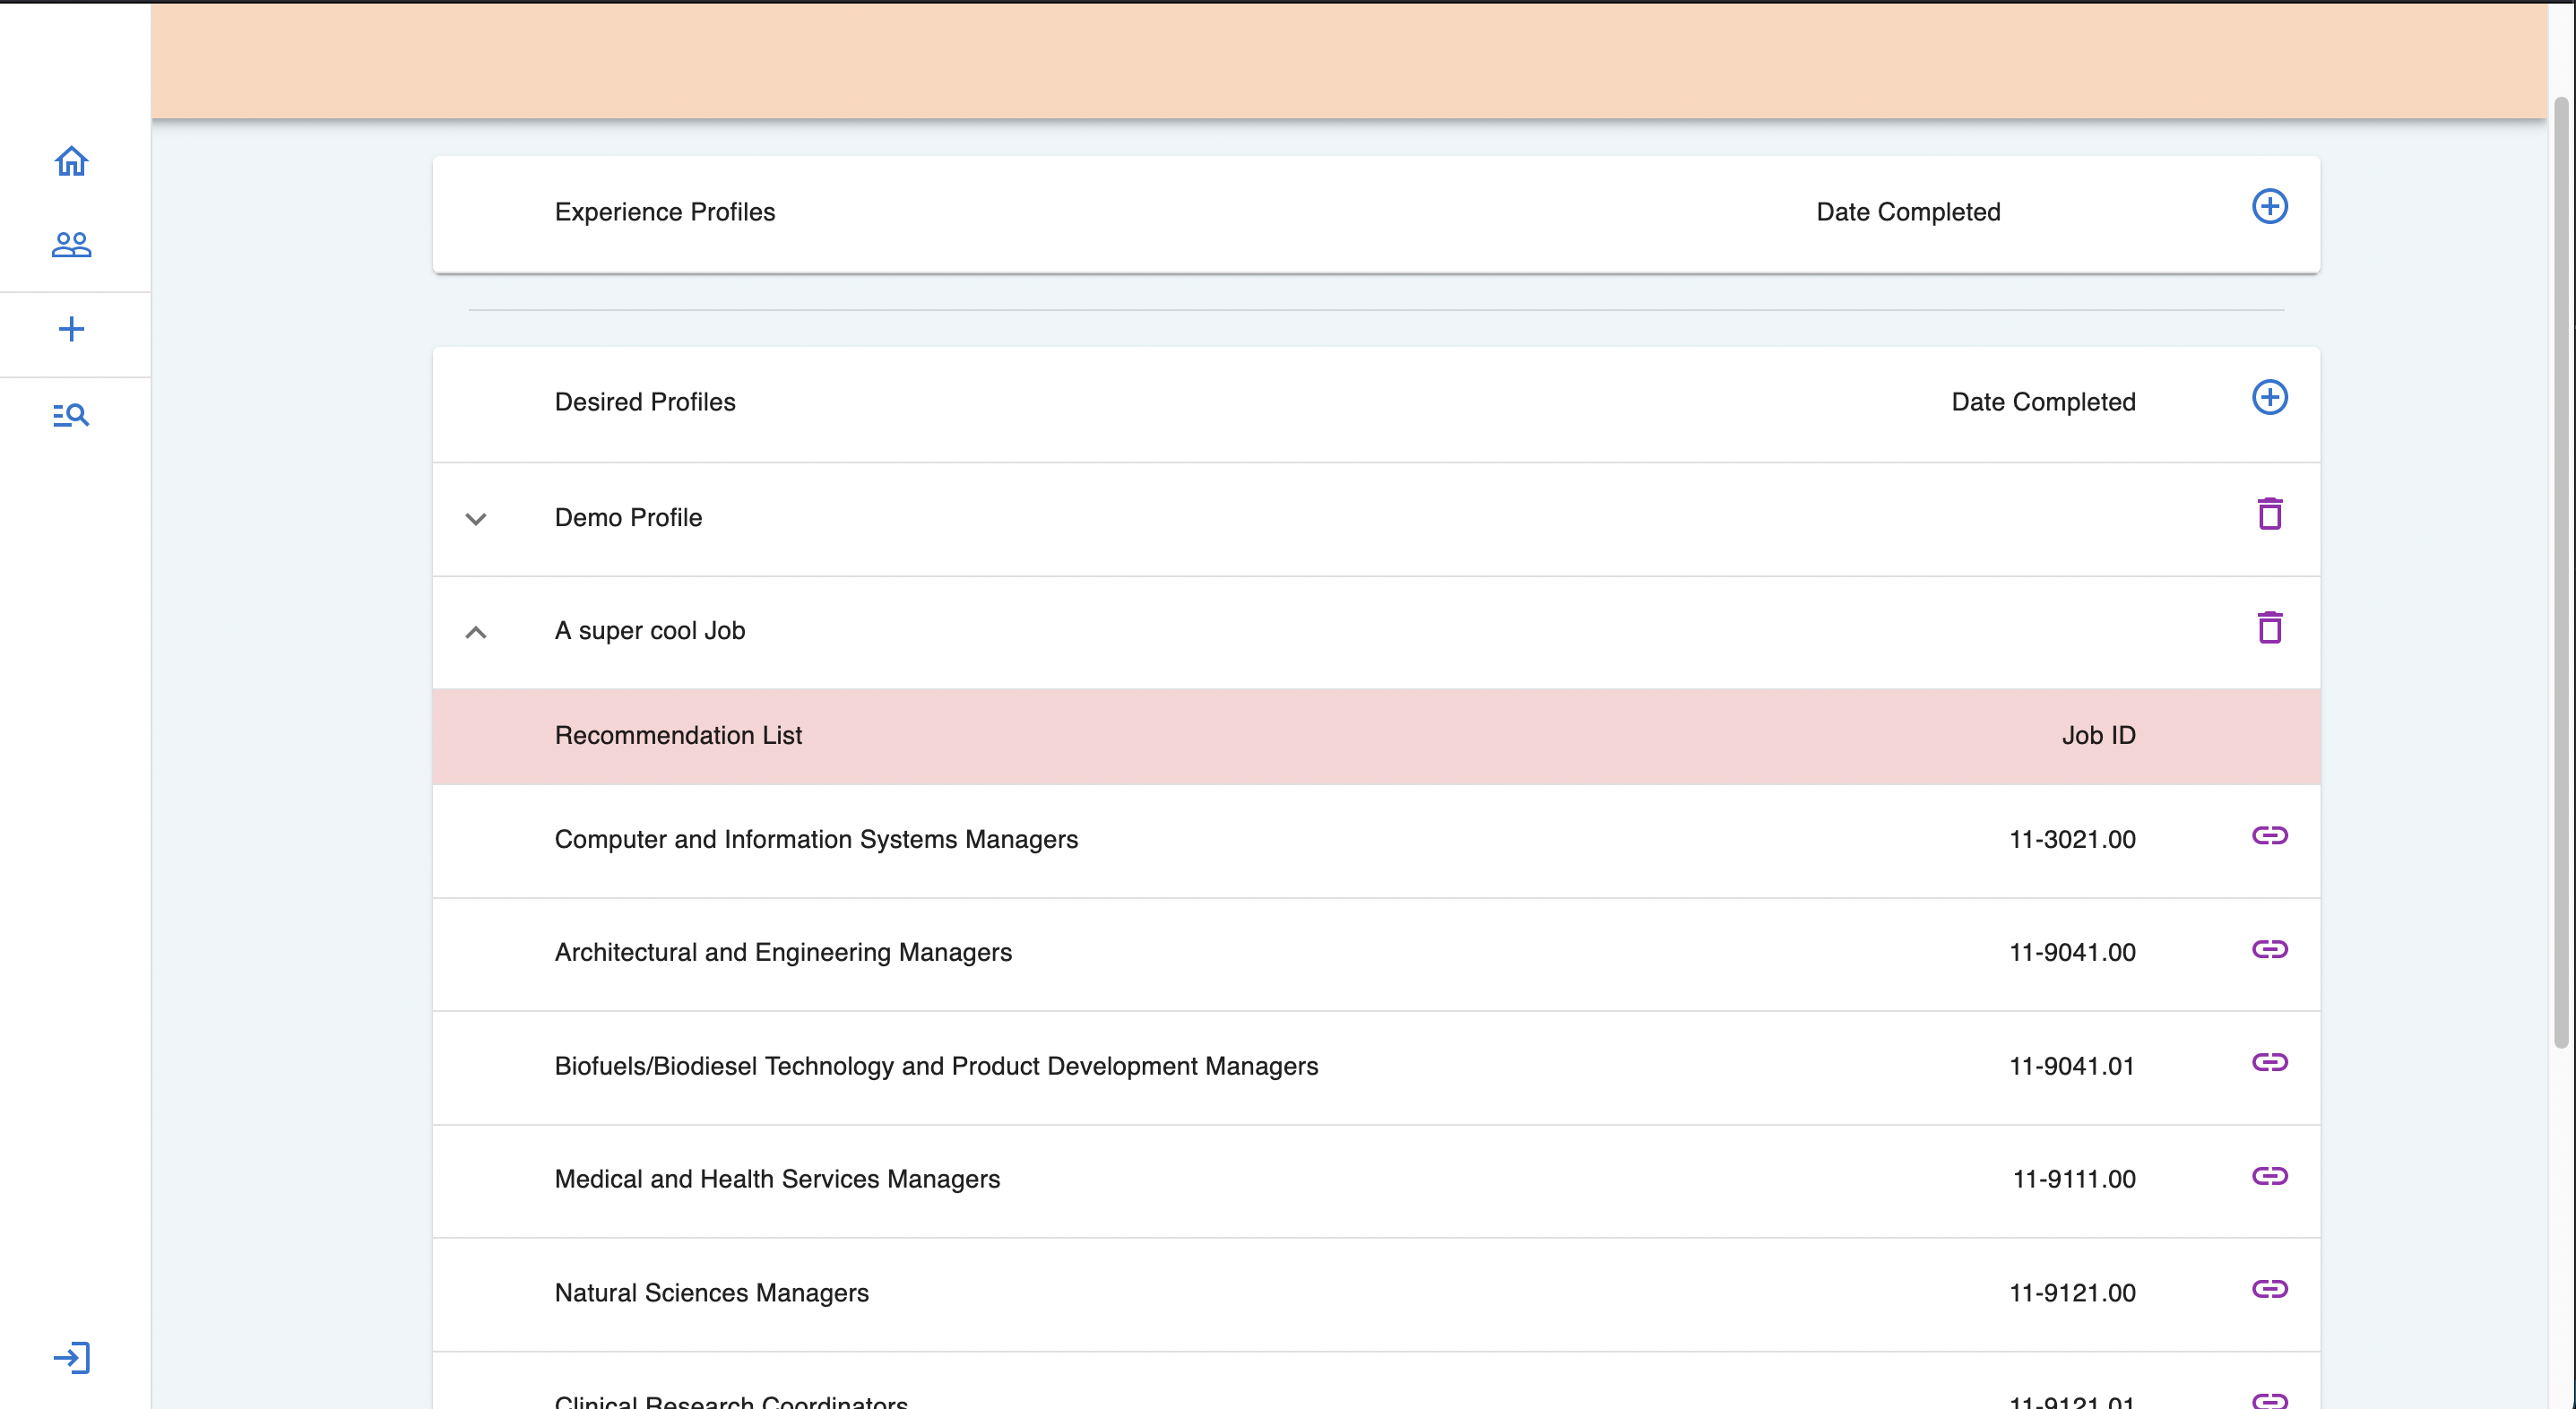 Experience Profiles Date Completed
Desired Profiles Date Completed
Demo Profile
A super cool Job
Recommendation List Job ID
Computer and Information Systems Managers 11-3021.00
Architectural and Engineering Managers 11-9041.00
Biofuels/Biodiesel Technology and Product Development Managers 11-9041.01
Medical and Health Services Managers 11-9111.00
Natural Sciences Managers 11-9121.00
Clinical Research Coordinators 11-9121.01